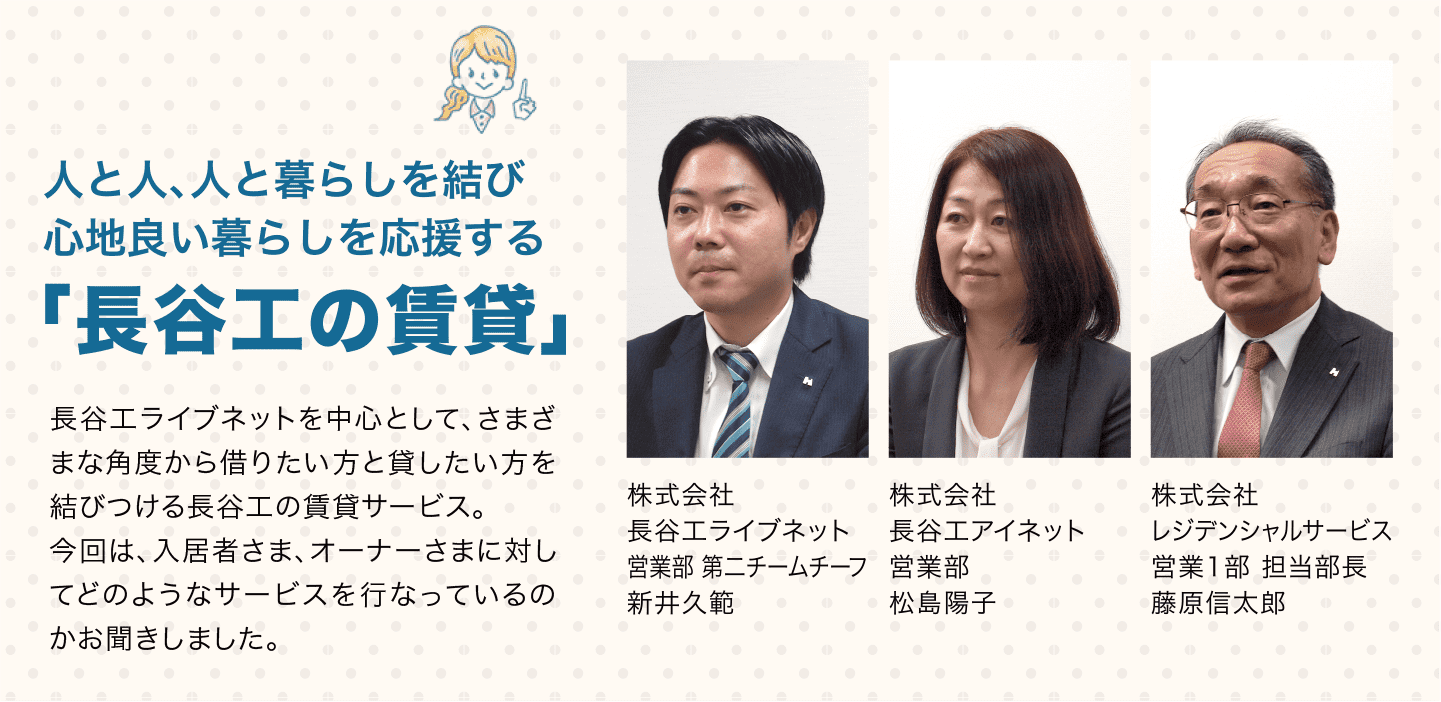 人と人、人と暮らしを結び
心地良い暮らしを応援する
「長谷工の賃貸」
長谷工ライブネットを中心として、さまざ
まな角度から借りたい方と貸したい方を
結びつける長谷工の賃貸サービス。
今回は、入居者さま、オーナーさまに対し
てどのようなサービスを行なっているの
かお聞きしました。
株式会社
長谷工ライブネット
営業部 第二チームチーフ
新井久範
株式会社
長谷工アイネット
営業部
松島陽子
株式会社
レジデンシャルサービス
営業1部 担当部長
藤原信太郎